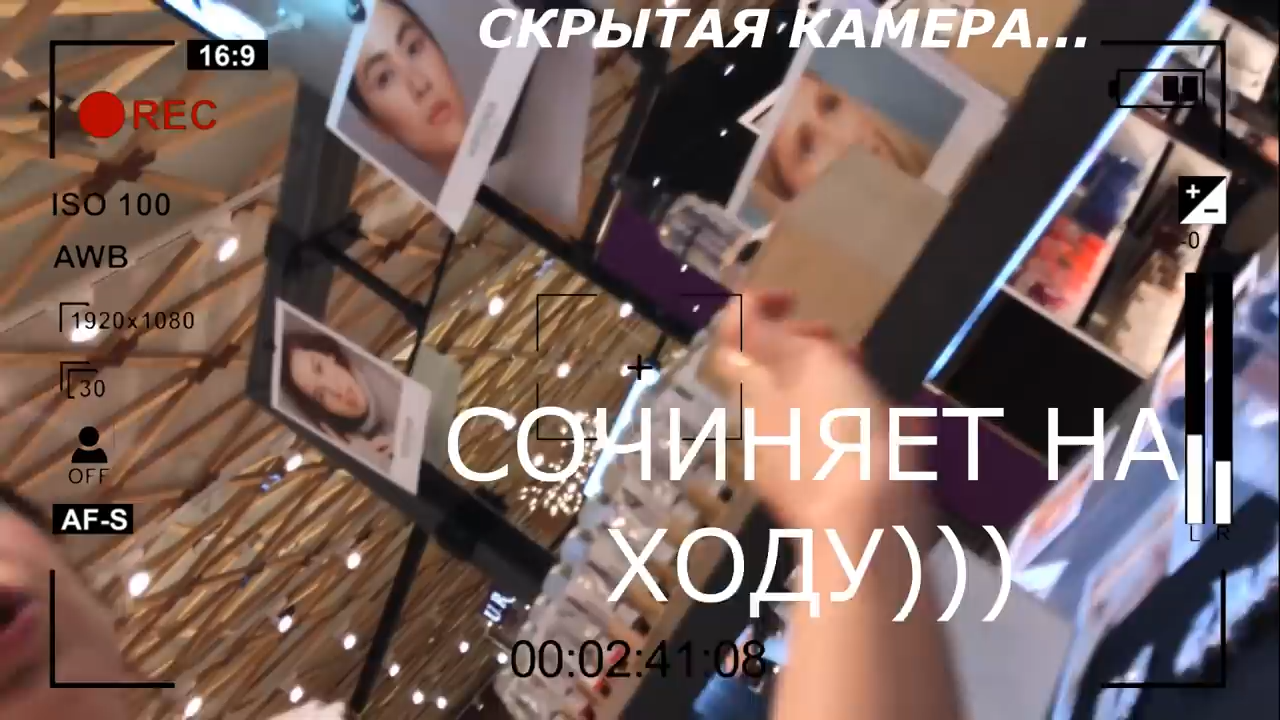 СКРЫТАЯ КАМЕРА...
16:9
REC
ISO 100
AWB
1920x1080
30
OFF
AF-S
-0
СОЧИНЯЕТ НА
ХОДУ)))
L R
00:02:41:08